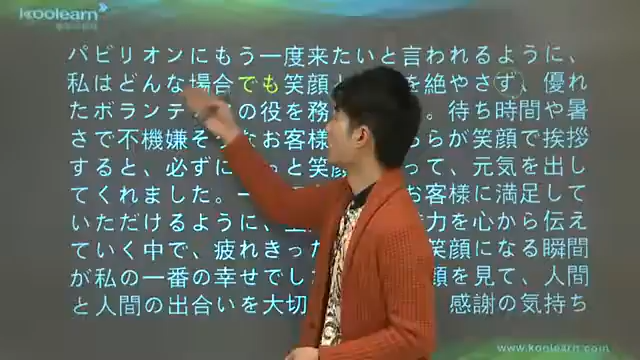 koolearn
パビリオンにもう一度来たいと言われるように、
私はどんな場合でも笑顔と を絶やさず、優れ
たボランテ の役を務 。待ち時間や暑
さで不機嫌そ なお客様 ちらが笑顔で挨拶
すると、必ずに っと笑 って、元気を出し
てくれました。一 お客様に満足して
いただけるように、 力を心から伝え
ていく中で、疲れきっ 笑顔になる瞬間
が私の一番の幸せでし 顔を見て、人間
と人間の出合いを大切 感謝の気持ち
www.koolearn.com